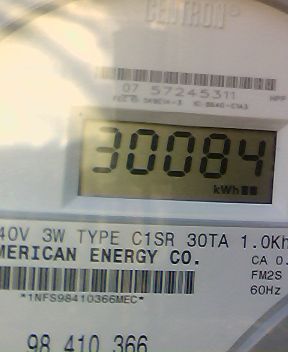 CENTRON®
07 57245311
30084
kWh
40V 3W TYPE C1SR 30TA 1.0Kh
MERICAN ENERGY CO.
CA 0.
FM2S
*1NFS98410366MEC*
60Hz
98 410 366